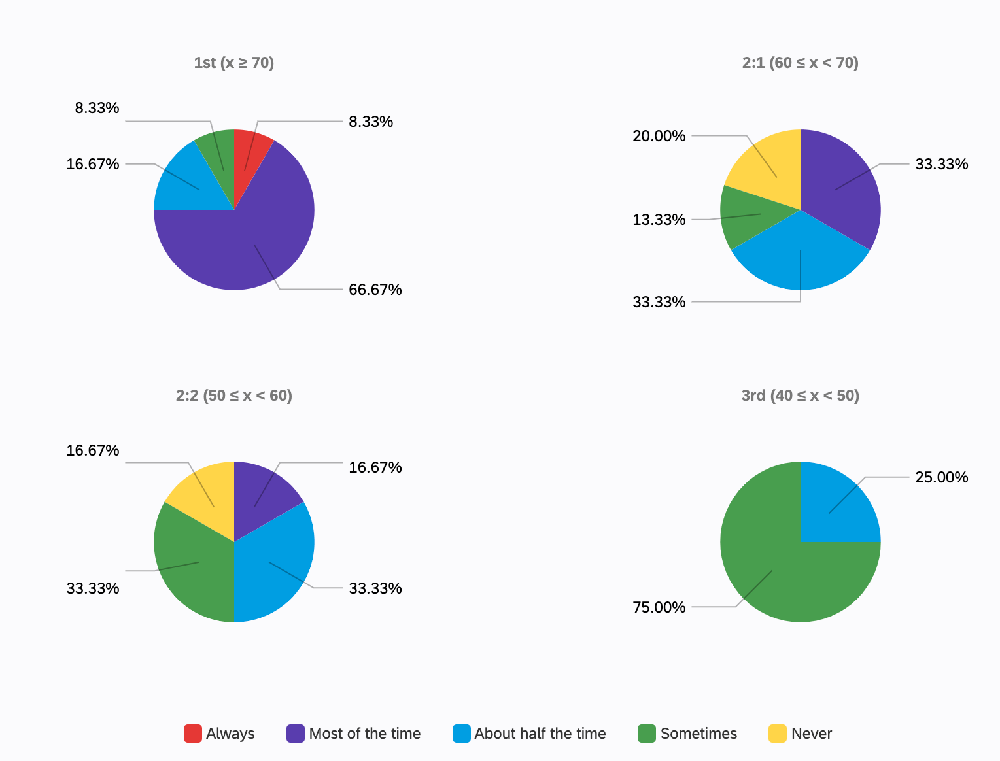 1st (x ≥ 70)
8.33%
8.33%
16.67%
66.67%
2:1 (60 ≤ x < 70)
20.00%
33.33%
13.33%
33.33%
2:2 (50 ≤ x < 60)
16.67%
16.67%
33.33%
33.33%
3rd (40 ≤ x < 50)
25.00%
75.00%
Always
Most of the time
About half the time
Sometimes
Never